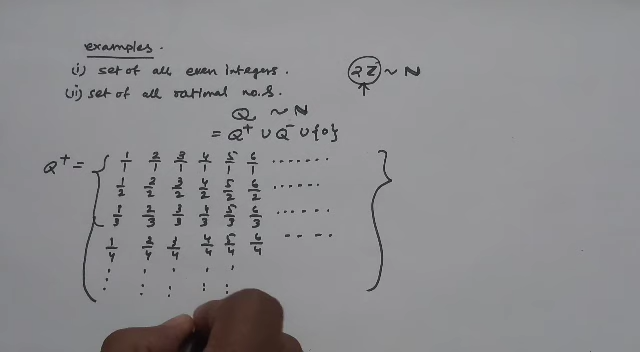 examples.
(i) set of all even integers.
2Z ~ N
(ii) set of all rational no.s.
Q ~ N
= Q⁺ ∪ Q⁻ ∪ {0}
Q⁺ = { 1/1 2/1 3/1 4/1 5/1 6/1 .......
1/2 2/2 3/2 4/2 5/2 6/2 ......
1/3 2/3 3/3 4/3 5/3 6/3 ......
1/4 2/4 3/4 4/4 5/4 6/4 ...... }